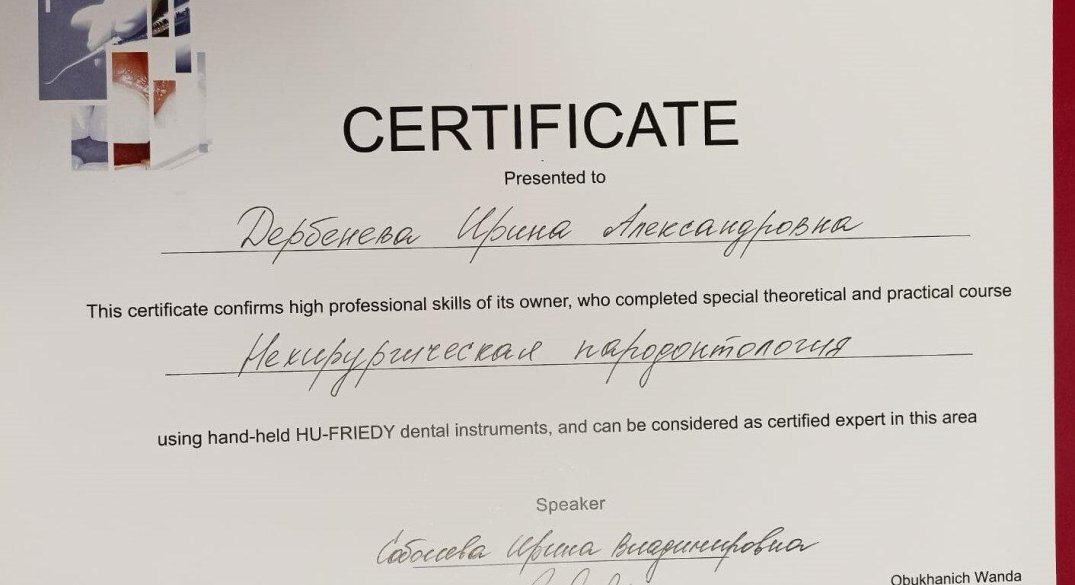 CERTIFICATE
Presented to
Дербенева Ирина Александровна
This certificate confirms high professional skills of its owner, who completed special theoretical and practical course
Нехирургическая пародонтология
using hand-held HU-FRIEDY dental instruments, and can be considered as certified expert in this area
Speaker
Ирина Владимировна
Obukhanich Wanda